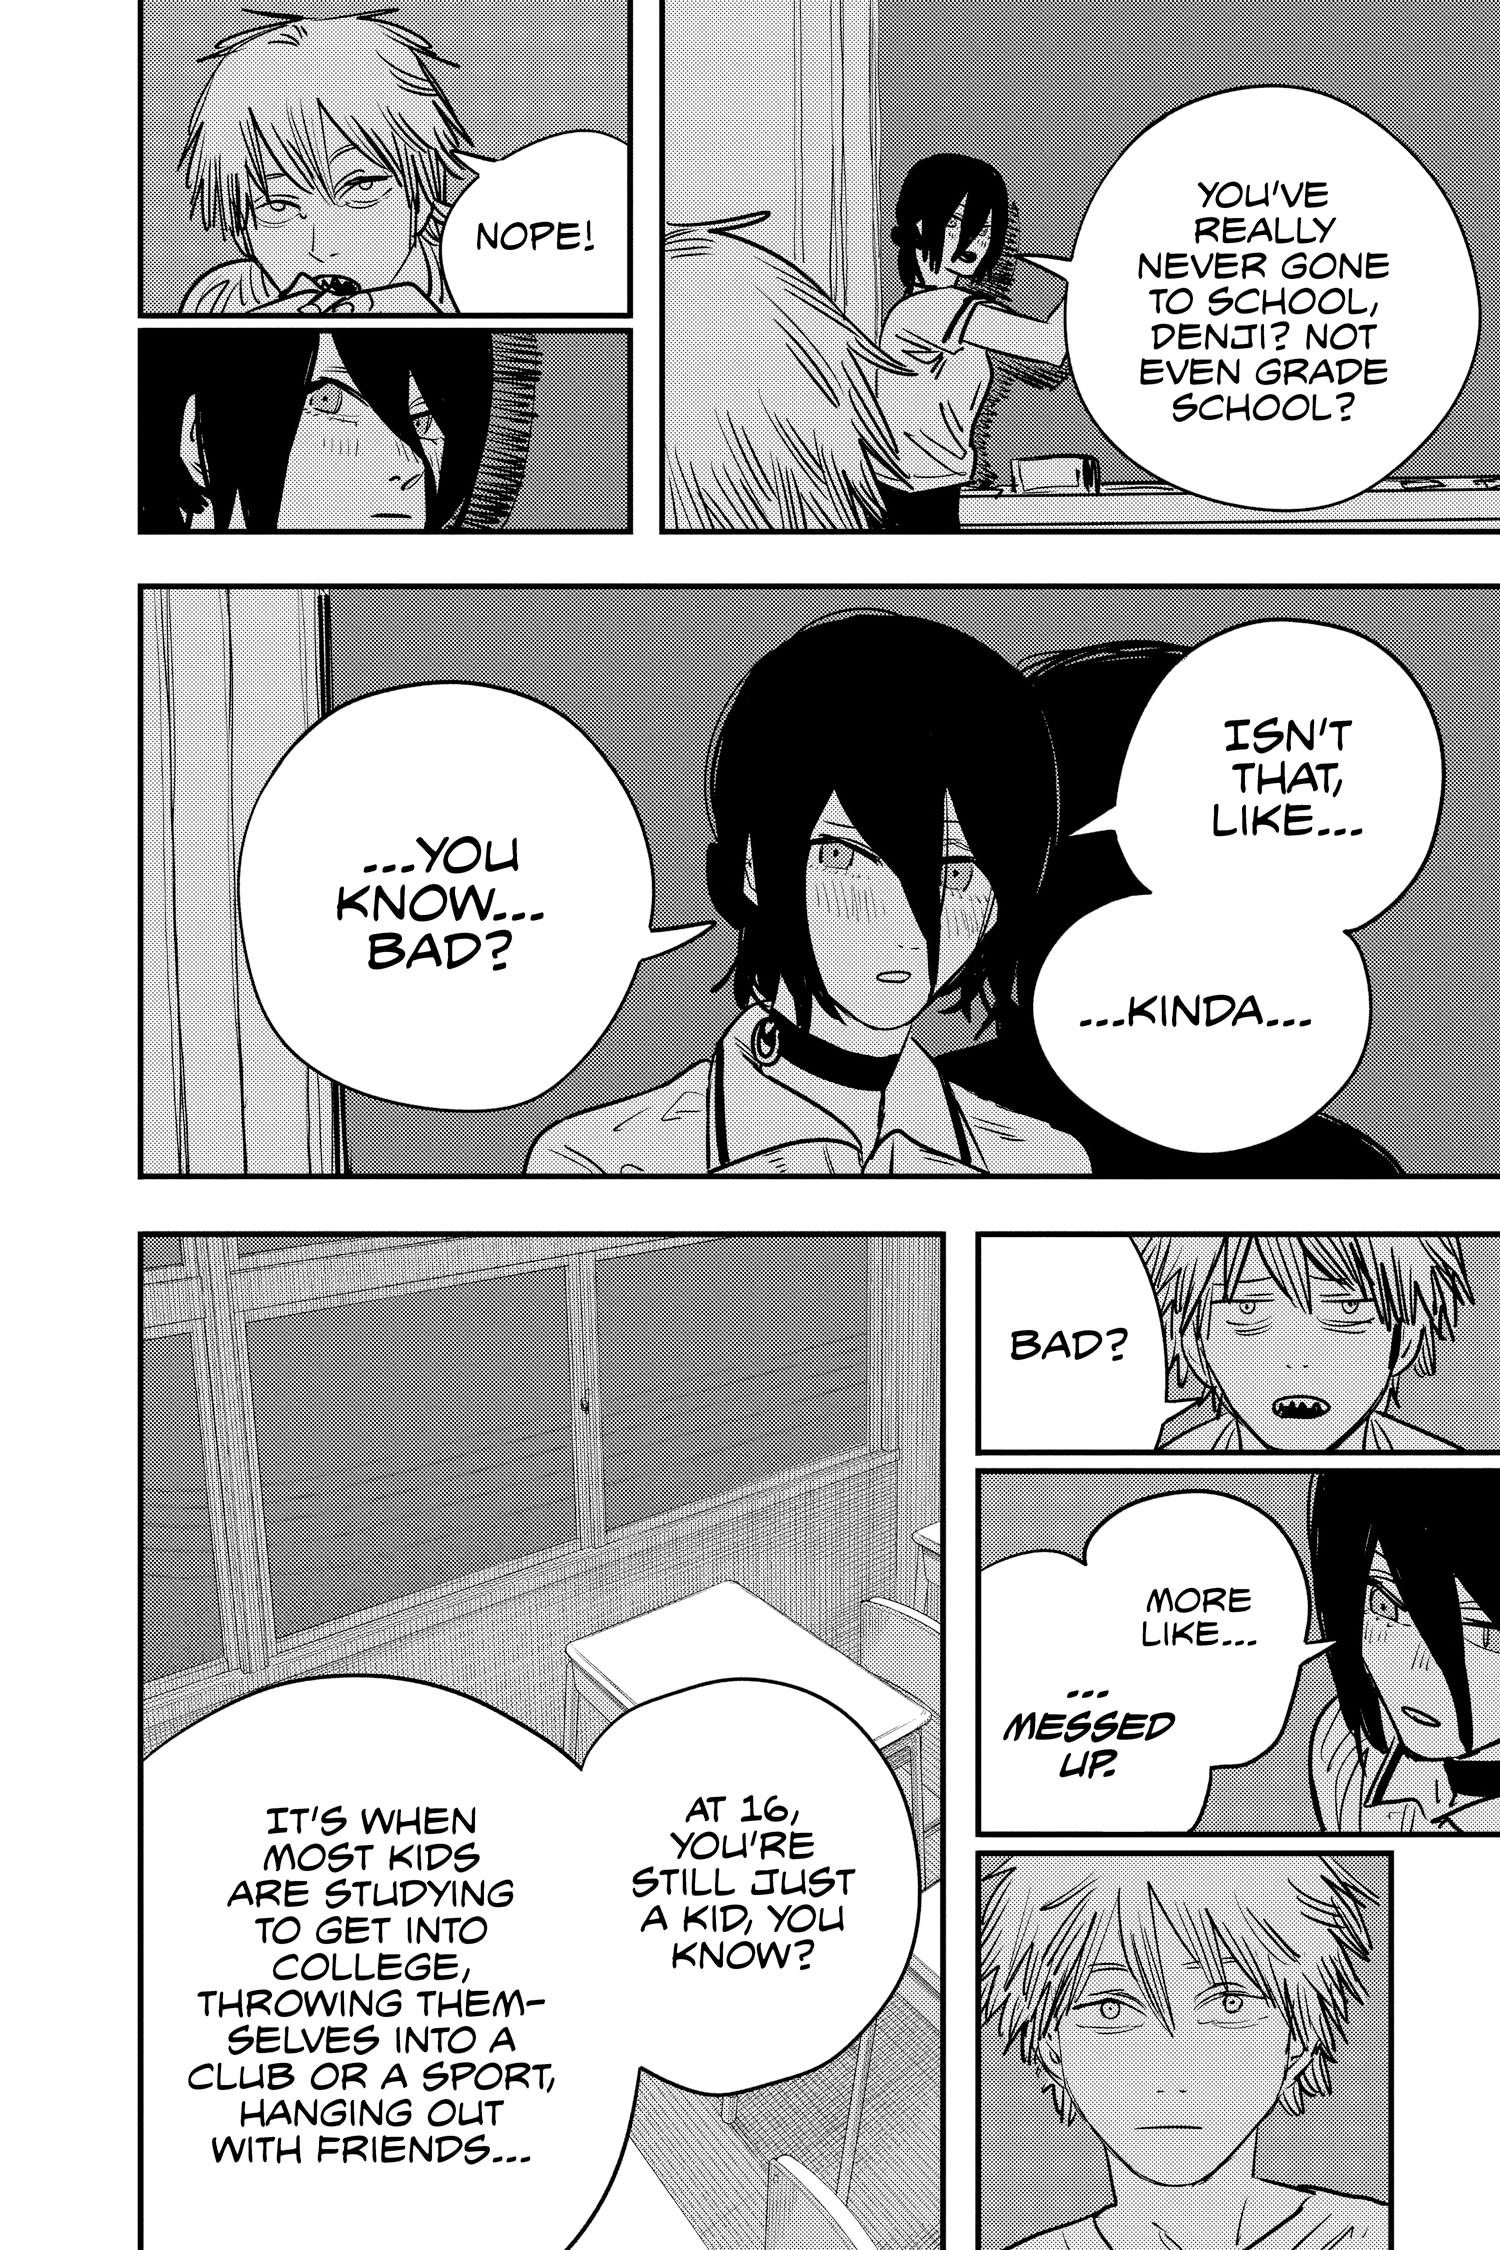 YOU'VE
REALLY
NEVER GONE
TO SCHOOL,
DENJI? NOT
EVEN GRADE
SCHOOL?
NOPE!
ISN'T
THAT,
LIKE...
...KINDA...
...YOU
KNOW...
BAD?
BAD?
MORE
LIKE...
...
MESSED
UP.
AT 16,
YOU'RE
STILL JUST
A KID, YOU
KNOW?
IT'S WHEN
MOST KIDS
ARE STUDYING
TO GET INTO
COLLEGE,
THROWING THEM-
SELVES INTO A
CLUB OR A SPORT,
HANGING OUT
WITH FRIENDS...